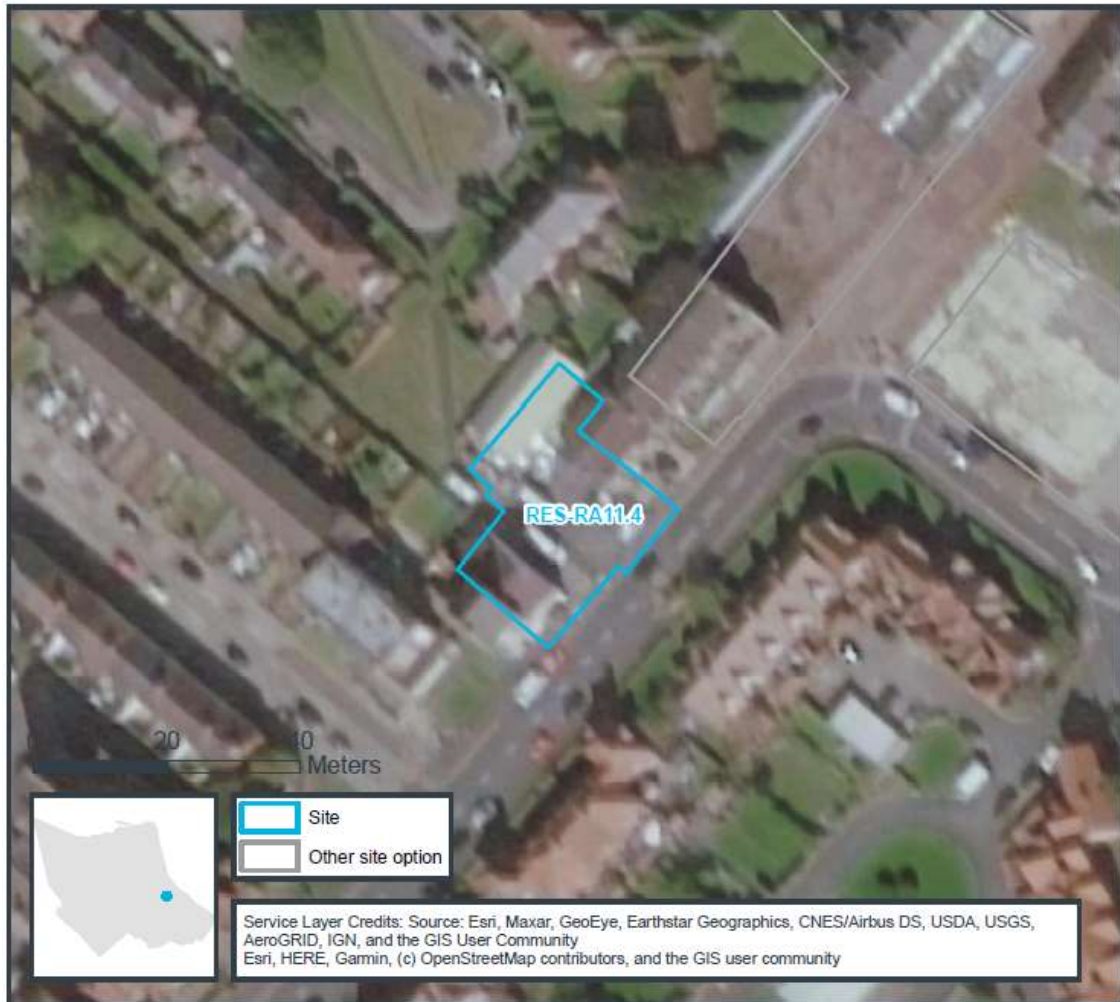 RES-RA11.4
20
Meters
Site
Other site option
Service Layer Credits: Source: Esri, Maxar, GeoEye, Earthstar Geographics, CNES/Airbus DS, USDA, USGS,
AeroGRID, IGN, and the GIS User Community
Esri, HERE, Garmin, (c) OpenStreetMap contributors, and the GIS user community